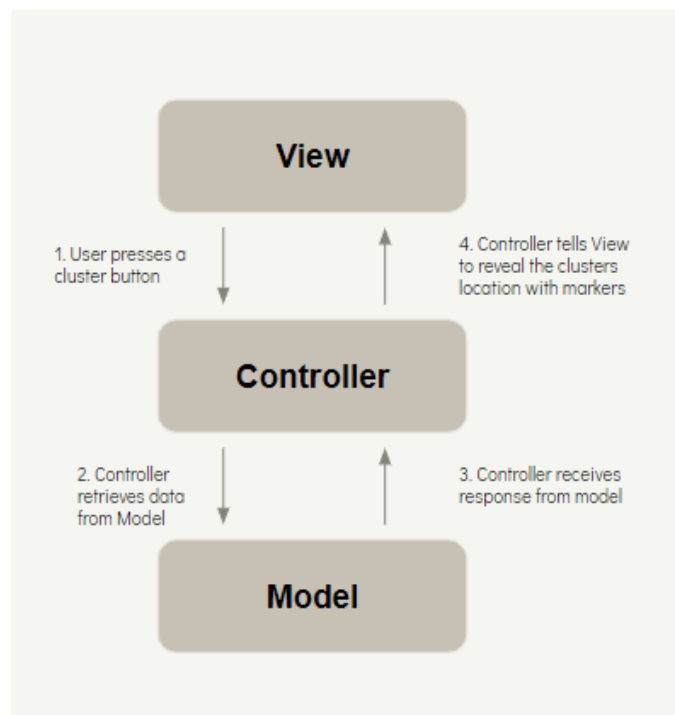 View
1. User presses a
cluster button
4. Controller tells View
to reveal the clusters
location with markers
Controller
2. Controller
retrieves data
from Model
3. Controller receives
response from model
Model